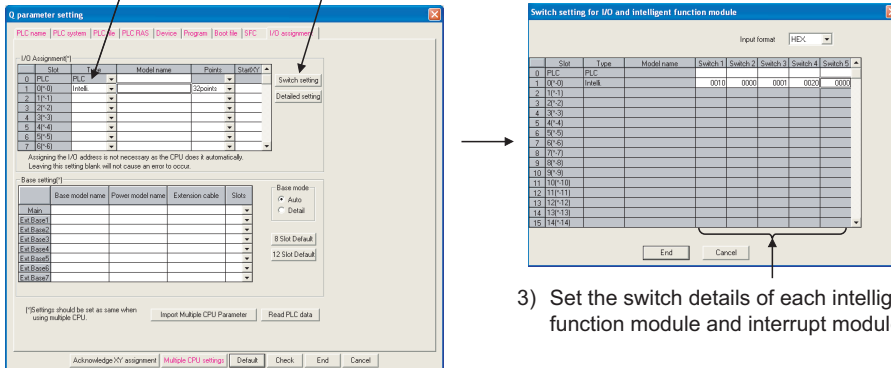 Q parameter setting
PLC name PLC system PLC file PLC RAS Device Program Boot file SFC I/O assignment
I/O Assignment[*]
Slot Type Model name Points StartXY
0 PLC PLC
1 0(*-0) Intelli. 32points
2 1(*-1)
3 2(*-2)
4 3(*-3)
5 4(*-4)
6 5(*-5)
7 6(*-6)
Switch setting
Detailed setting
Assigning the I/O address is not necessary as the CPU does it automatically.
Leaving this setting blank will not cause an error to occur.
Base setting[*]
Base model name Power model name Extension cable Slots
Main
Ext.Base1
Ext.Base2
Ext.Base3
Ext.Base4
Ext.Base5
Ext.Base6
Ext.Base7
Base mode
Auto
Detail
8 Slot Default
12 Slot Default
[*]Settings should be set as same when
using multiple CPU.
Import Multiple CPU Parameter
Read PLC data
Acknowledge XY assignment Multiple CPU settings Default Check End Cancel
Switch setting for I/O and intelligent function module
Input format HEX.
Slot Type Model name Switch 1 Switch 2 Switch 3 Switch 4 Switch 5
0 PLC PLC
1 0(*-0) Intelli. 0010 0000 0001 0020 0000
2 1(*-1)
3 2(*-2)
4 3(*-3)
5 4(*-4)
6 5(*-5)
7 6(*-6)
8 7(*-7)
9 8(*-8)
10 9(*-9)
11 10(*-10)
12 11(*-11)
13 12(*-12)
14 13(*-13)
15 14(*-14)
End Cancel
3) Set the switch details of each intellig
function module and interrupt modul